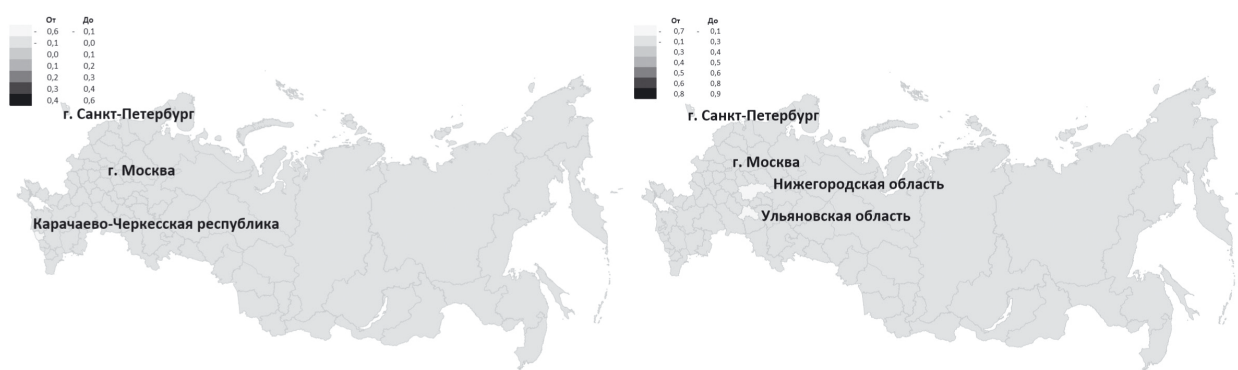 От До
- 0,6 - 0,1
- 0,1 0,0
0,0 0,1
0,1 0,2
0,2 0,3
0,3 0,4
0,4 0,6
г. Санкт-Петербург
г. Москва
Карачаево-Черкесская республика
От До
- 0,7 - 0,1
- 0,1 0,3
0,3 0,4
0,4 0,5
0,5 0,6
0,6 0,8
0,8 0,9
г. Санкт-Петербург
г. Москва
Нижегородская область
Ульяновская область